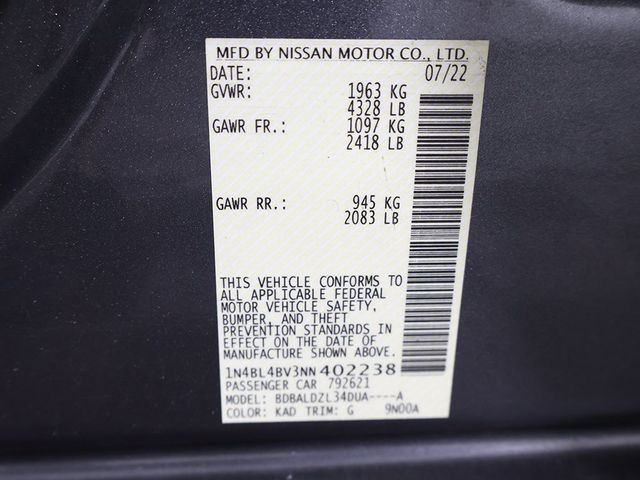 MFD BY NISSAN MOTOR CO., LTD.
DATE: 07/22
GVWR: 1963 KG
4328 LB
GAWR FR.: 1097 KG
2418 LB
GAWR RR.: 945 KG
2083 LB
THIS VEHICLE CONFORMS TO
ALL APPLICABLE FEDERAL
MOTOR VEHICLE SAFETY,
BUMPER, AND THEFT
PREVENTION STANDARDS IN
EFFECT ON THE DATE OF
MANUFACTURE SHOWN ABOVE.
1N4BL4BV3NN402238
PASSENGER CAR 792621
MODEL: BDBALDZL34DUA----A
COLOR: KAD TRIM: G 9N00A